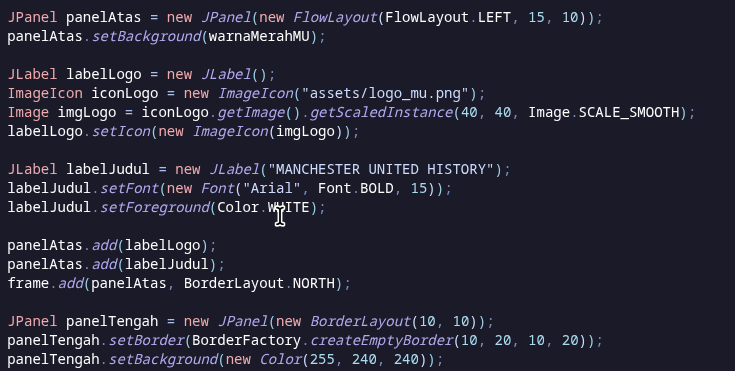 JPanel panelAtas = new JPanel(new FlowLayout(FlowLayout.LEFT, 15, 10));
panelAtas.setBackground(warnaMerahMU);
JLabel labelLogo = new JLabel();
ImageIcon iconLogo = new ImageIcon("assets/logo_mu.png");
Image imgLogo = iconLogo.getImage().getScaledInstance(40, 40, Image.SCALE_SMOOTH);
labelLogo.setIcon(new ImageIcon(imgLogo));
JLabel labelJudul = new JLabel("MANCHESTER UNITED HISTORY");
labelJudul.setFont(new Font("Arial", Font.BOLD, 15));
labelJudul.setForeground(Color.WHITE);
panelAtas.add(labelLogo);
panelAtas.add(labelJudul);
frame.add(panelAtas, BorderLayout.NORTH);
JPanel panelTengah = new JPanel(new BorderLayout(10, 10));
panelTengah.setBorder(BorderFactory.createEmptyBorder(10, 20, 10, 20));
panelTengah.setBackground(new Color(255, 240, 240));